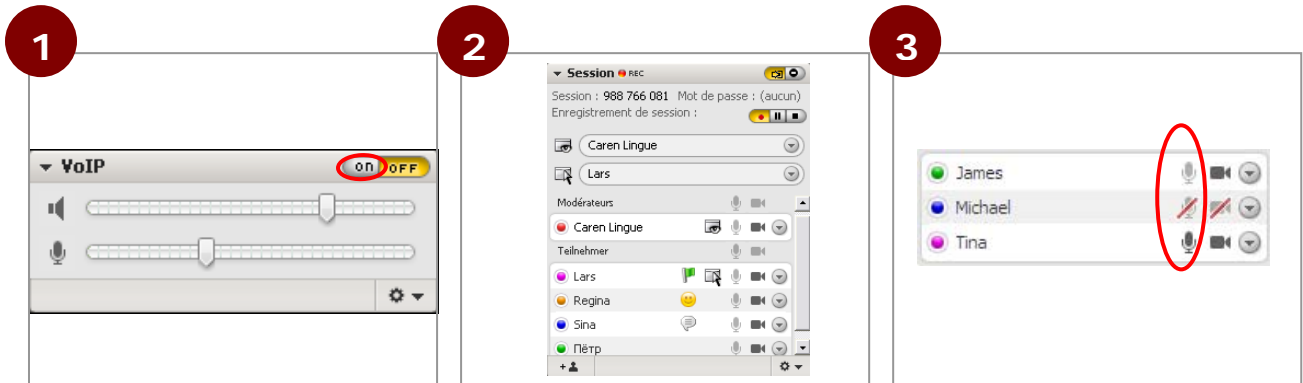 1
VoIP on OFF
2
Session REC
Session : 988 766 081 Mot de passe : (aucun)
Enregistrement de session :
Caren Lingue
Lars
Modérateurs
Caren Lingue
Teilnehmer
Lars
Regina
Sina
Пётр
3
James
Michael
Tina